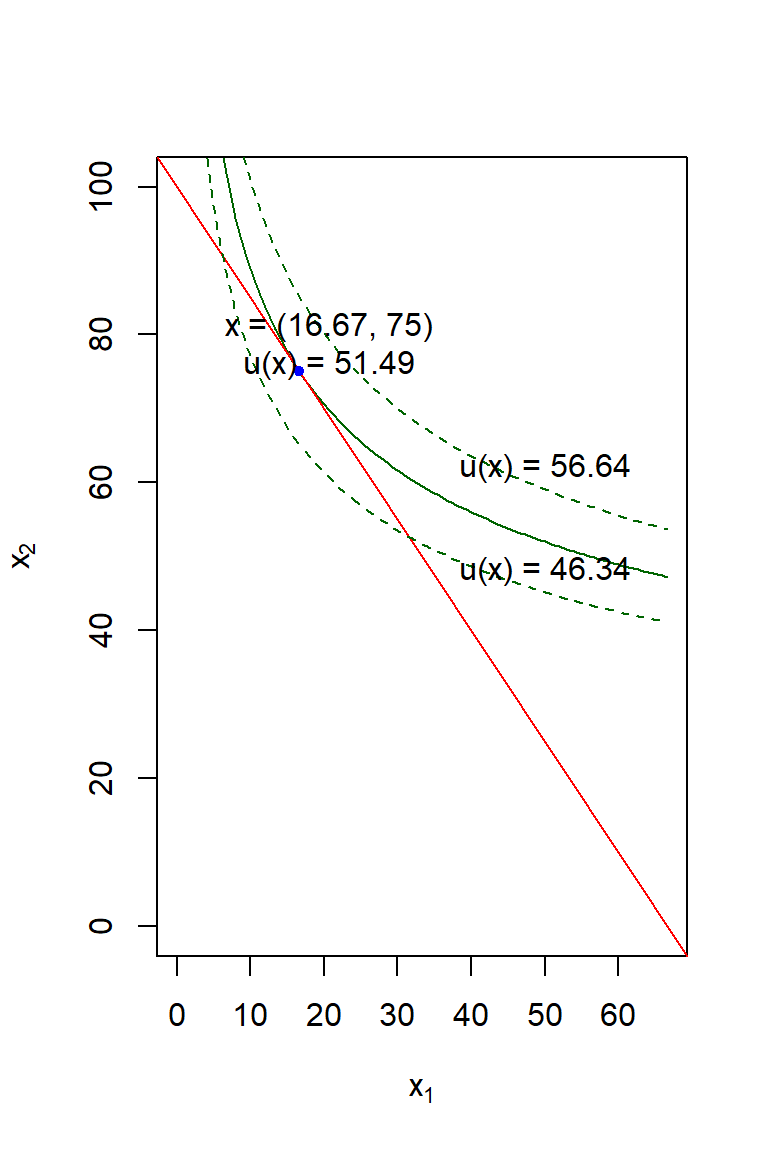 100
80
60
40
20
0
x = (16.67, 75)
u(x) = 51.49
u(x) = 56.64
u(x) = 46.34
x₂
0 10 20 30 40 50 60
x₁